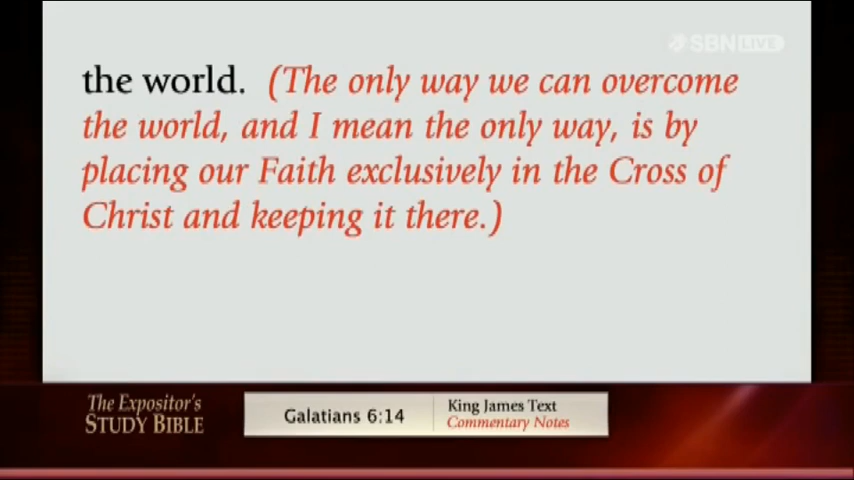 SBN LIVE
the world. (The only way we can overcome
the world, and I mean the only way, is by
placing our Faith exclusively in the Cross of
Christ and keeping it there.)
The Expositor's
STUDY BIBLE
Galatians 6:14
King James Text
Commentary Notes